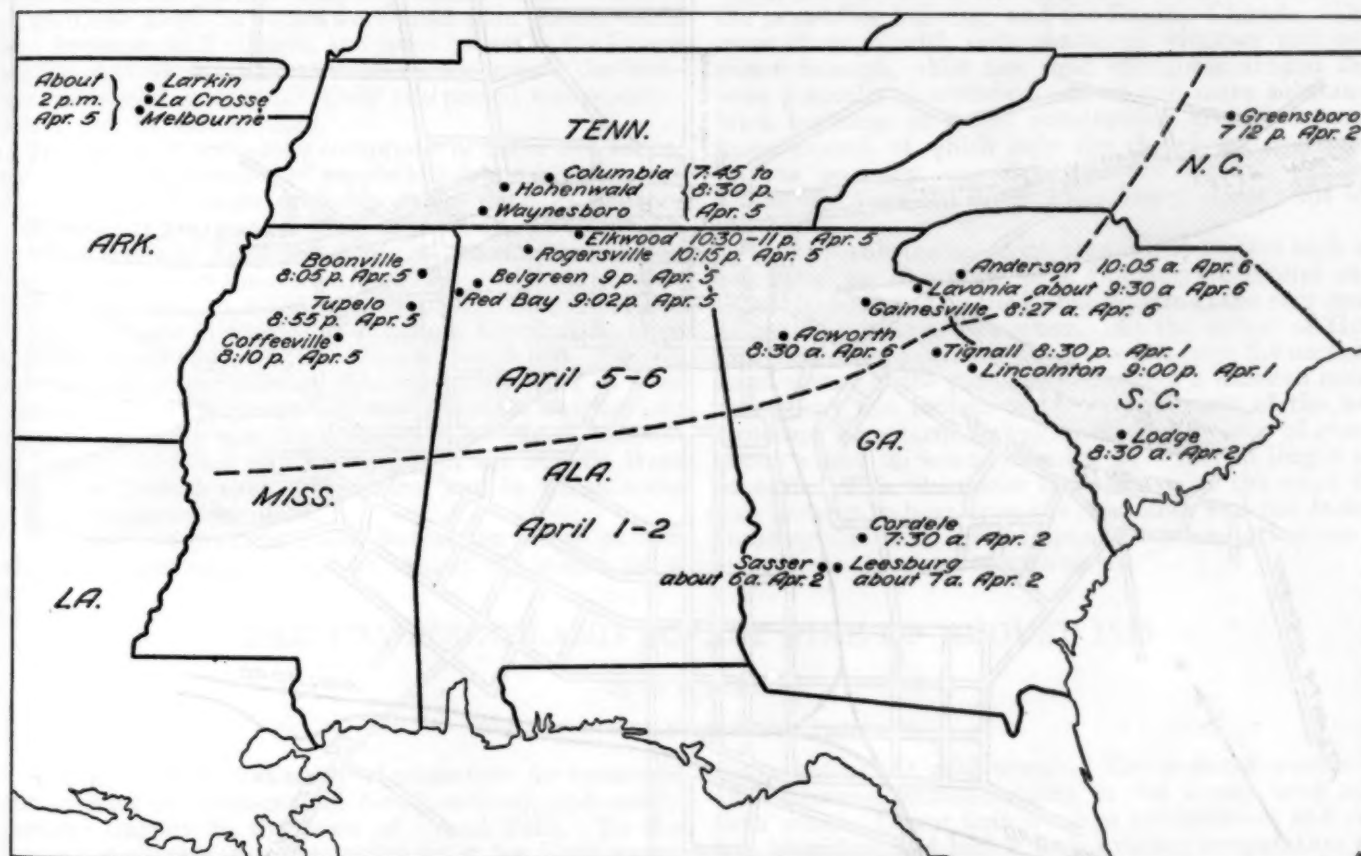 About
2 p.m.
Apr. 5
Larkin
La Crosse
Melbourne
TENN.
Columbia
Hohenwald
Waynesboro
7:45 to
8:30 p.
Apr. 5
Greensboro
7 12 p. Apr. 2
N. C.
ARK.
Elkwood 10:30-11 p. Apr. 5
Rogersville 10:15 p. Apr. 5
Boonville
8:05 p. Apr. 5
Belgreen 9 p. Apr. 5
Red Bay 9:02 p. Apr. 5
Tupelo
8:55 p. Apr. 5
Coffeeville
8:10 p. Apr. 5
Anderson 10:05 a. Apr. 6
Lavonia about 9:30 a Apr. 6
Gainesville 8:27 a. Apr. 6
Acworth
8:30 a. Apr. 6
Tignall 8:30 p. Apr. 1
Lincolnton 9:00 p. Apr. 1
S. C.
April 5-6
GA.
Lodge
8:30 a. Apr. 2
MISS.
ALA.
April 1-2
Cordele
7:30 a. Apr. 2
Sasser
about 6 a. Apr. 2
Leesburg
about 7 a. Apr. 2
LA.